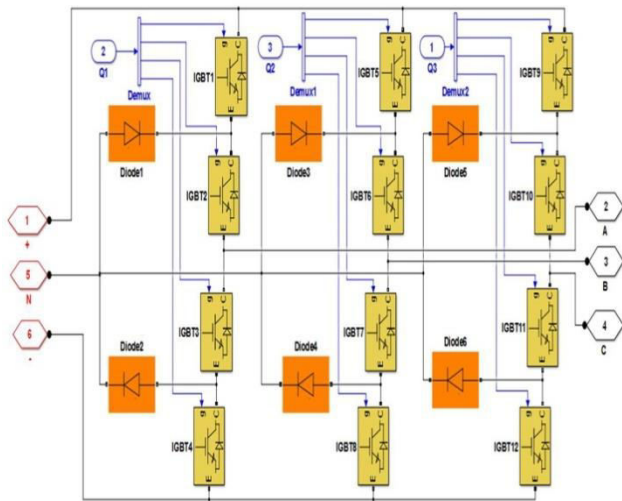 2
Q1
Demux
g
C
IGBT1
E
3
Q2
Demux1
g
C
IGBT5
E
1
Q3
Demux2
g
C
IGBT9
E
Diode1
Diode3
Diode5
g
C
IGBT2
E
g
C
IGBT6
E
g
C
IGBT10
E
1
+
2
A
5
N
3
B
6
-
4
C
g
C
IGBT3
E
g
C
IGBT7
E
g
C
IGBT11
E
Diode2
Diode4
Diode6
g
C
IGBT4
E
g
C
IGBT8
E
g
C
IGBT12
E